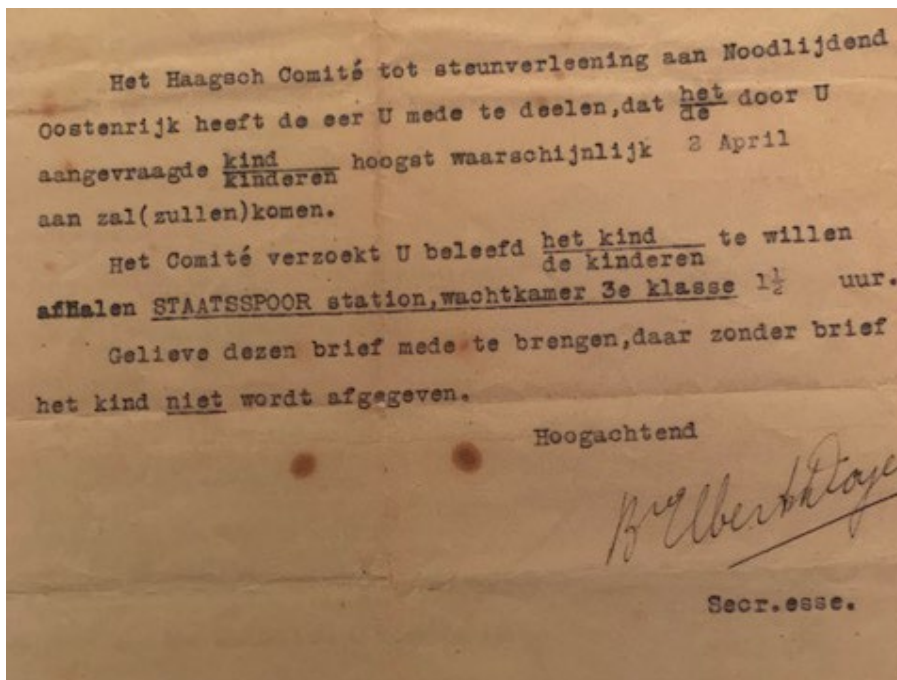 Het Haagsch Comité tot steunverleening aan Noodlijdend
Oostenrijk heeft de eer U mede te deelen,dat het/de door U
aangevraagde kind/kinderen hoogst waarschijnlijk 2 April
aan zal(zullen)komen.
Het Comité verzoekt U beleefd het kind/de kinderen te willen
afhalen STAATSSPOOR station,wachtkamer 3e klasse 1½ uur.
Gelieve dezen brief mede te brengen,daar zonder brief
het kind niet wordt afgegeven.
Hoogachtend
Secr.esse.